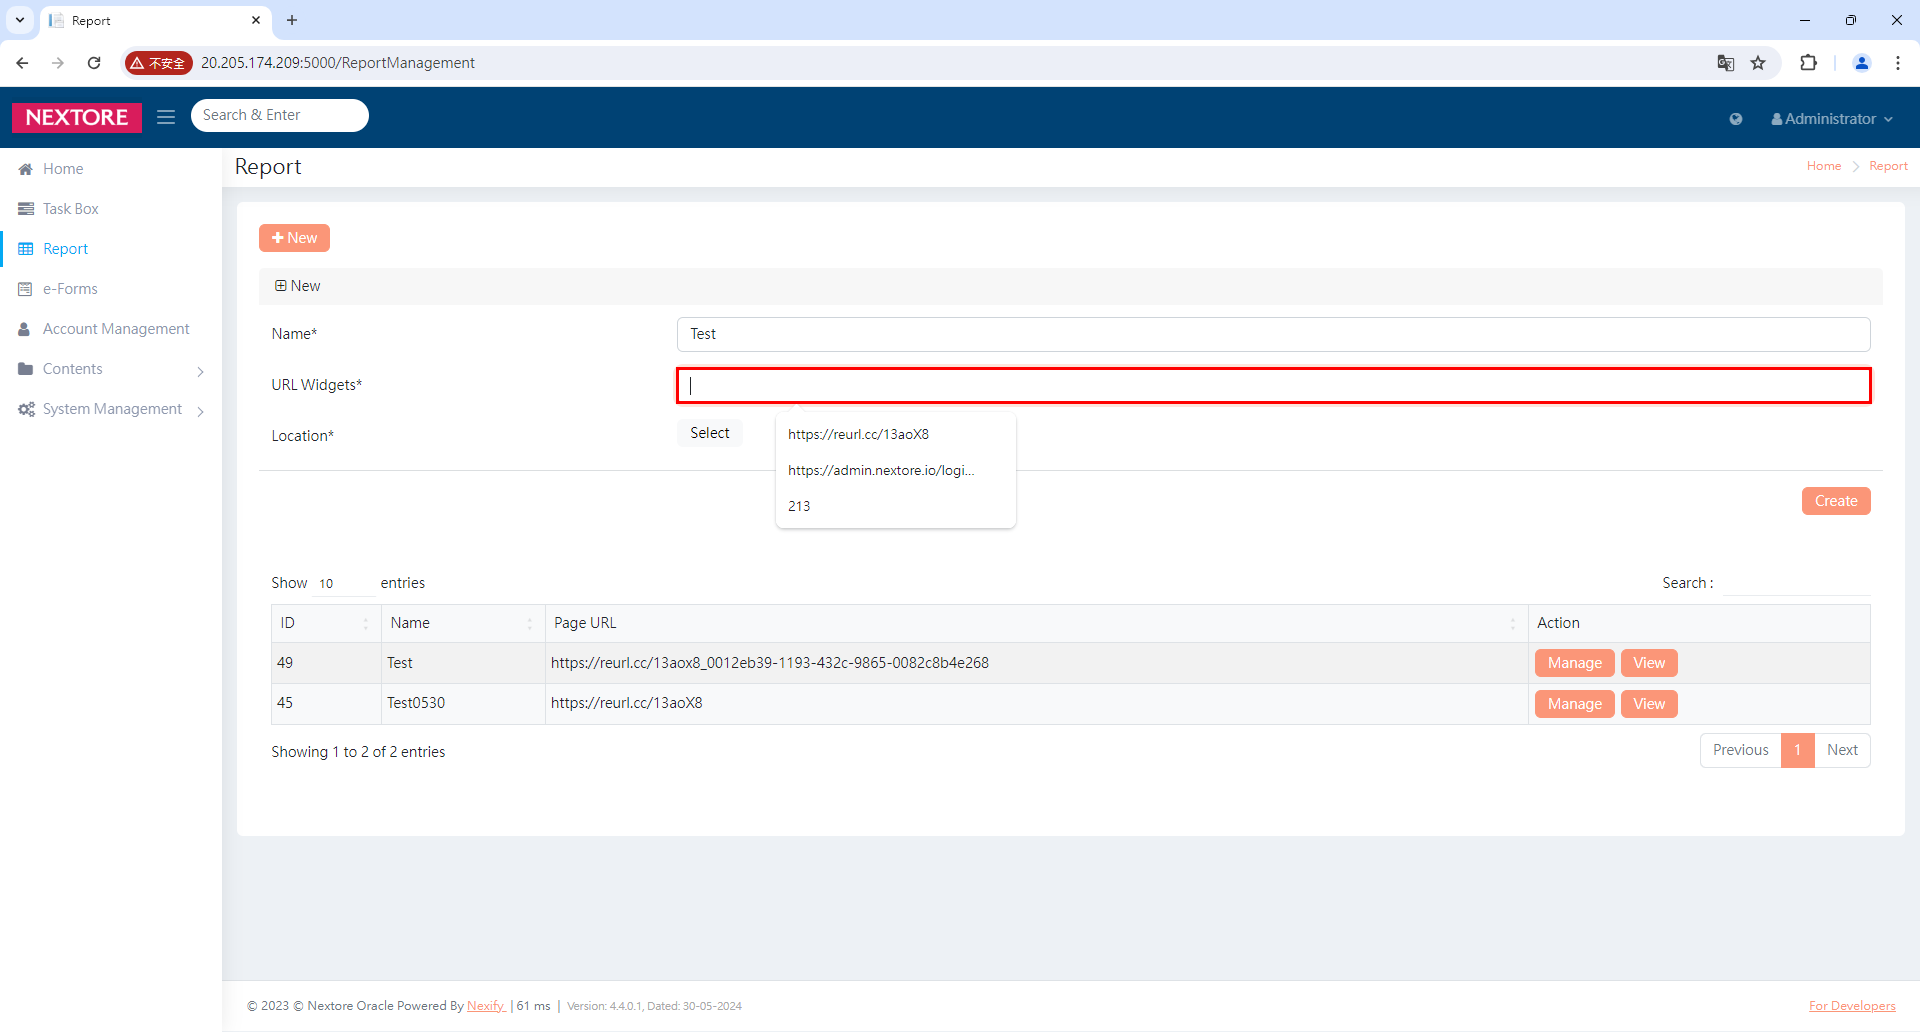 Report
不安全 20.205.174.209:5000/ReportManagement
NEXTORE Search & Enter Administrator
Home
Task Box
Report
e-Forms
Account Management
Contents
System Management
Report Home Report
New
New
Name* Test
URL Widgets*
Location* Select
https://reurl.cc/13aoX8
https://admin.nextore.io/logi...
213
Create
Show 10 entries Search :
ID Name Page URL Action
49 Test https://reurl.cc/13aox8_0012eb39-1193-432c-9865-0082c8b4e268 Manage View
45 Test0530 https://reurl.cc/13aoX8 Manage View
Showing 1 to 2 of 2 entries Previous 1 Next
© 2023 © Nextore Oracle Powered By Nexify | 61 ms | Version: 4.4.0.1, Dated: 30-05-2024 For Developers